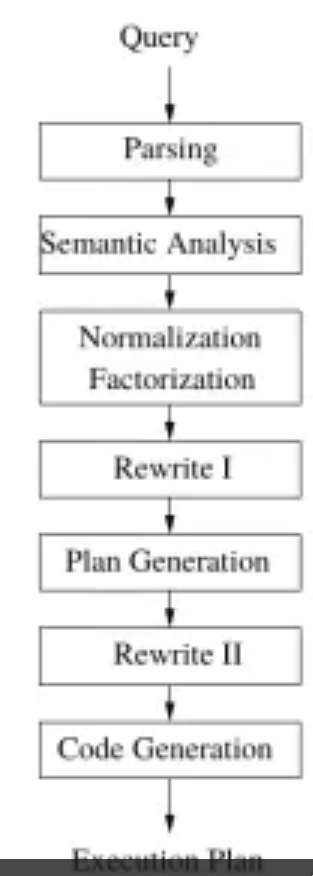 Query
Parsing
Semantic Analysis
Normalization
Factorization
Rewrite I
Plan Generation
Rewrite II
Code Generation
Execution Plan